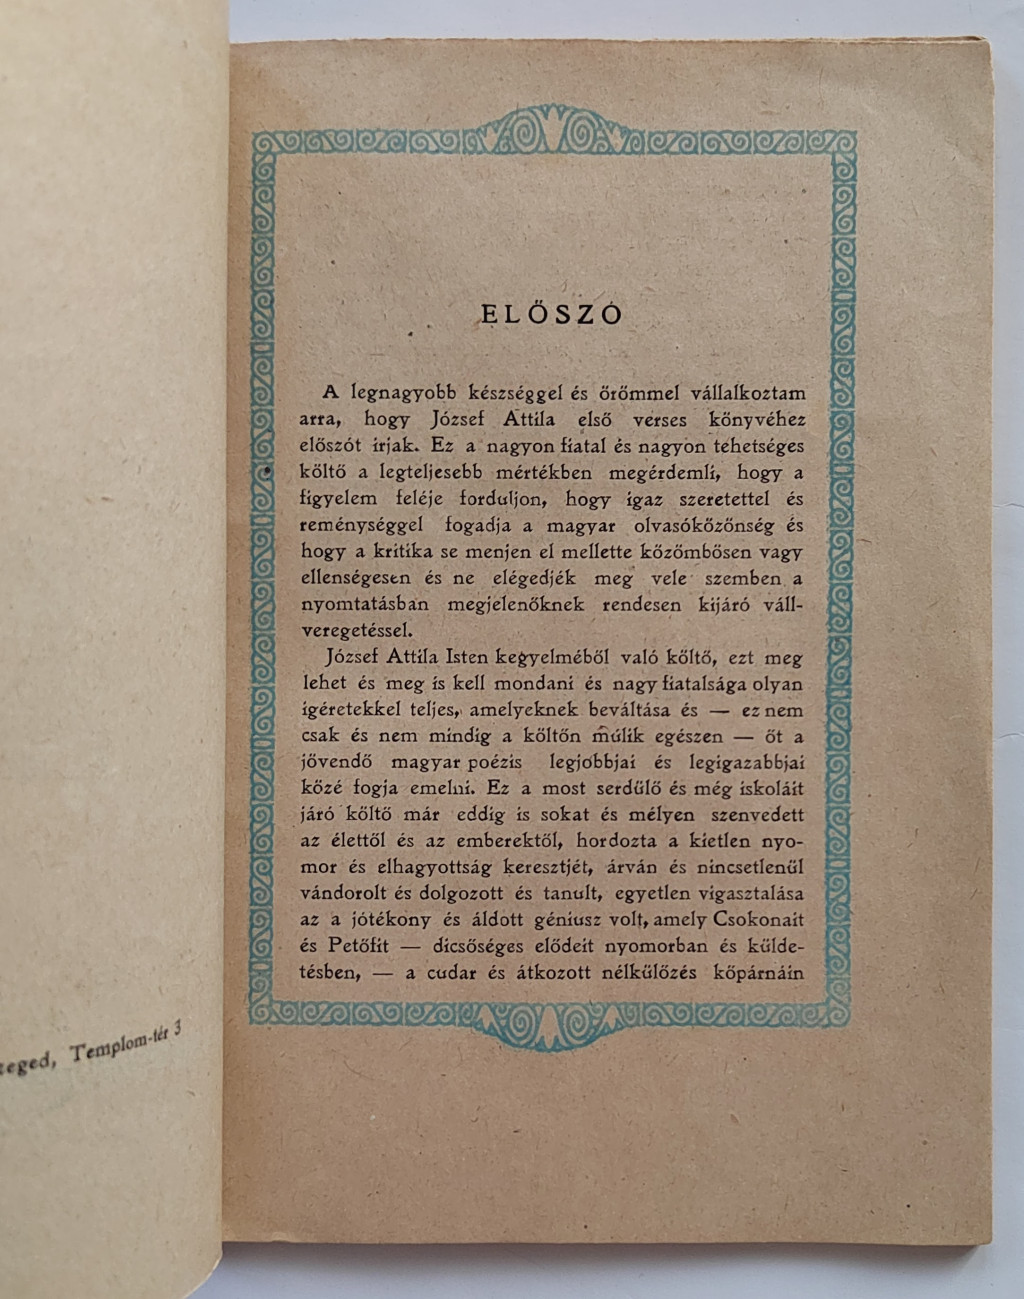 ELŐSZÓ
A legnagyobb készséggel és örömmel vállalkoztam
arra, hogy József Attila első verses könyvéhez
előszót irjak. Ez a nagyon fiatal és nagyon tehetséges
költő a legteljesebb mértékben megérdemli, hogy a
figyelem feléje forduljon, hogy igaz szeretettel és
reménységgel fogadja a magyar olvasóközönség és
hogy a kritika se menjen el mellette közömbösen vagy
ellenségesen és ne elégedjék meg vele szemben a
nyomtatásban megjelenőknek rendesen kijáró váll-
veregetéssel.
József Attila Isten kegyelméből való költő, ezt meg
lehet és meg is kell mondani és nagy fiatalsága olyan
igéretekkel teljes, amelyeknek beváltása és — ez nem
csak és nem mindig a költőn múlik egészen — őt a
jövendő magyar poézis legjobbjai és legigazabbjai
közé fogja emelni. Ez a most serdülő és még iskoláit
járó költő már eddig is sokat és mélyen szenvedett
az élettől és az emberektől, hordozta a kietlen nyo-
mor és elhagyottság keresztjét, árván és nincsetlenül
vándorolt és dolgozott és tanult, egyetlen vigasztalása
az a jótékony és áldott géniusz volt, amely Csokonait
és Petőfit — dicsőséges elődeit nyomorban és külde-
tésben, — a cudar és átkozott nélkülözés kőpárnáin
zeged, Templom-tér 3